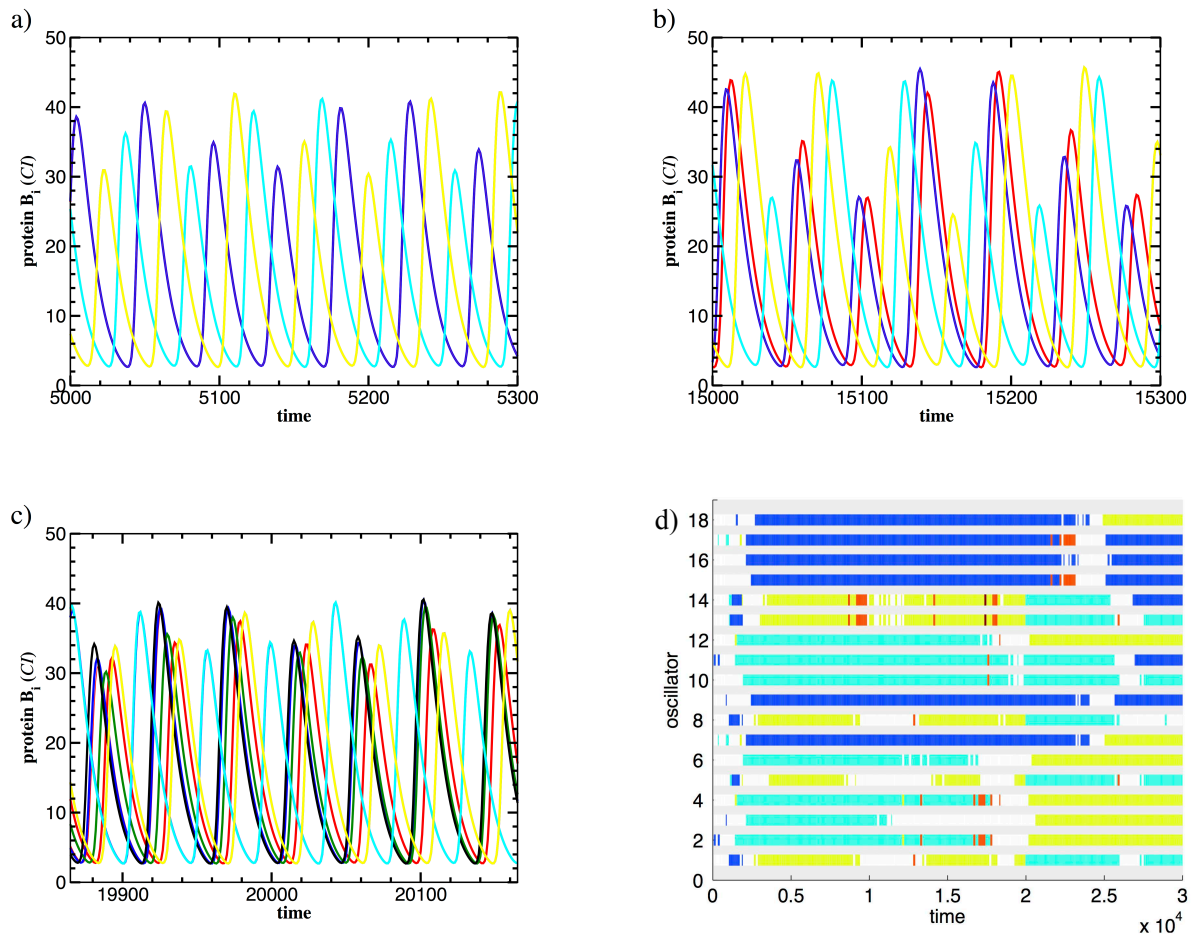 a)
50
40
30
20
10
0
protein B_i (CI)
5000 5100 5200 5300
time
b)
50
40
30
20
10
0
protein B_i (CI)
15000 15100 15200 15300
time
c)
50
40
30
20
10
0
protein B_i (CI)
19900 20000 20100
time
d)
18
16
14
12
10
8
6
4
2
0
oscillator
0 0.5 1 1.5 2 2.5 3
time
x 10^4